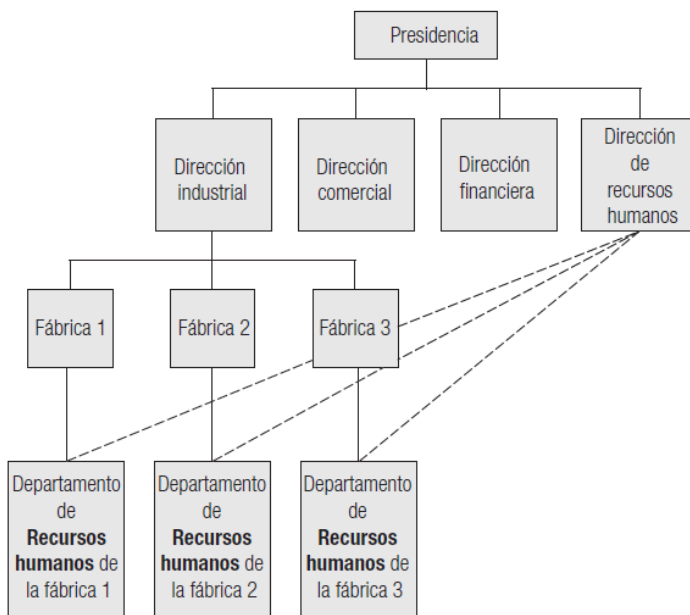 Presidencia
Dirección
industrial
Dirección
comercial
Dirección
financiera
Dirección
de
recursos
humanos
Fábrica 1
Fábrica 2
Fábrica 3
Departamento
de
Recursos
humanos de
la fábrica 1
Departamento
de
Recursos
humanos de
la fábrica 2
Departamento
de Recursos
humanos de
la fábrica 3